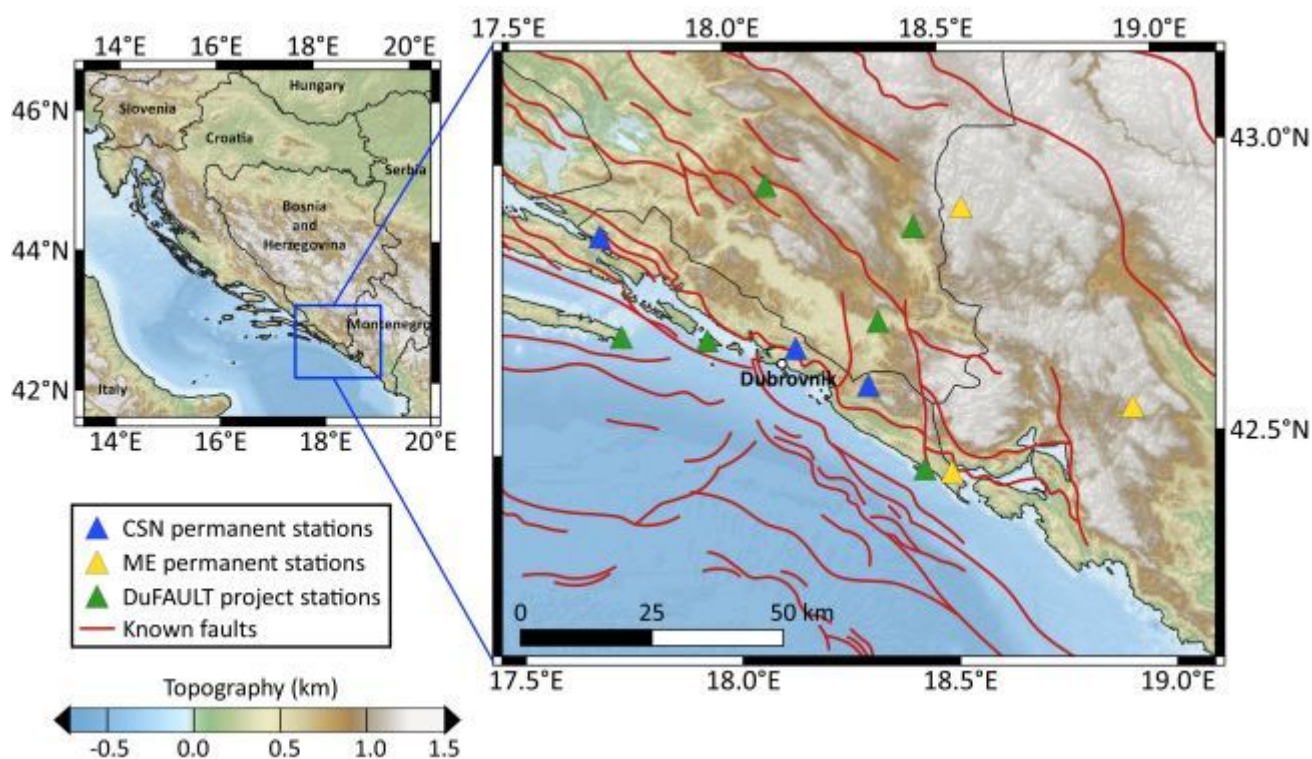 14°E 16°E 18°E 20°E
46°N
44°N
42°N
Slovenia
Hungary
Croatia
Serbia
Bosnia
and
Herzegovina
Montenegro
Italy
14°E 16°E 18°E 20°E
17.5°E 18.0°E 18.5°E 19.0°E
43.0°N
42.5°N
Dubrovnik
0 25 50 km
17.5°E 18.0°E 18.5°E 19.0°E
CSN permanent stations
ME permanent stations
DuFAULT project stations
Known faults
Topography (km)
-0.5 0.0 0.5 1.0 1.5